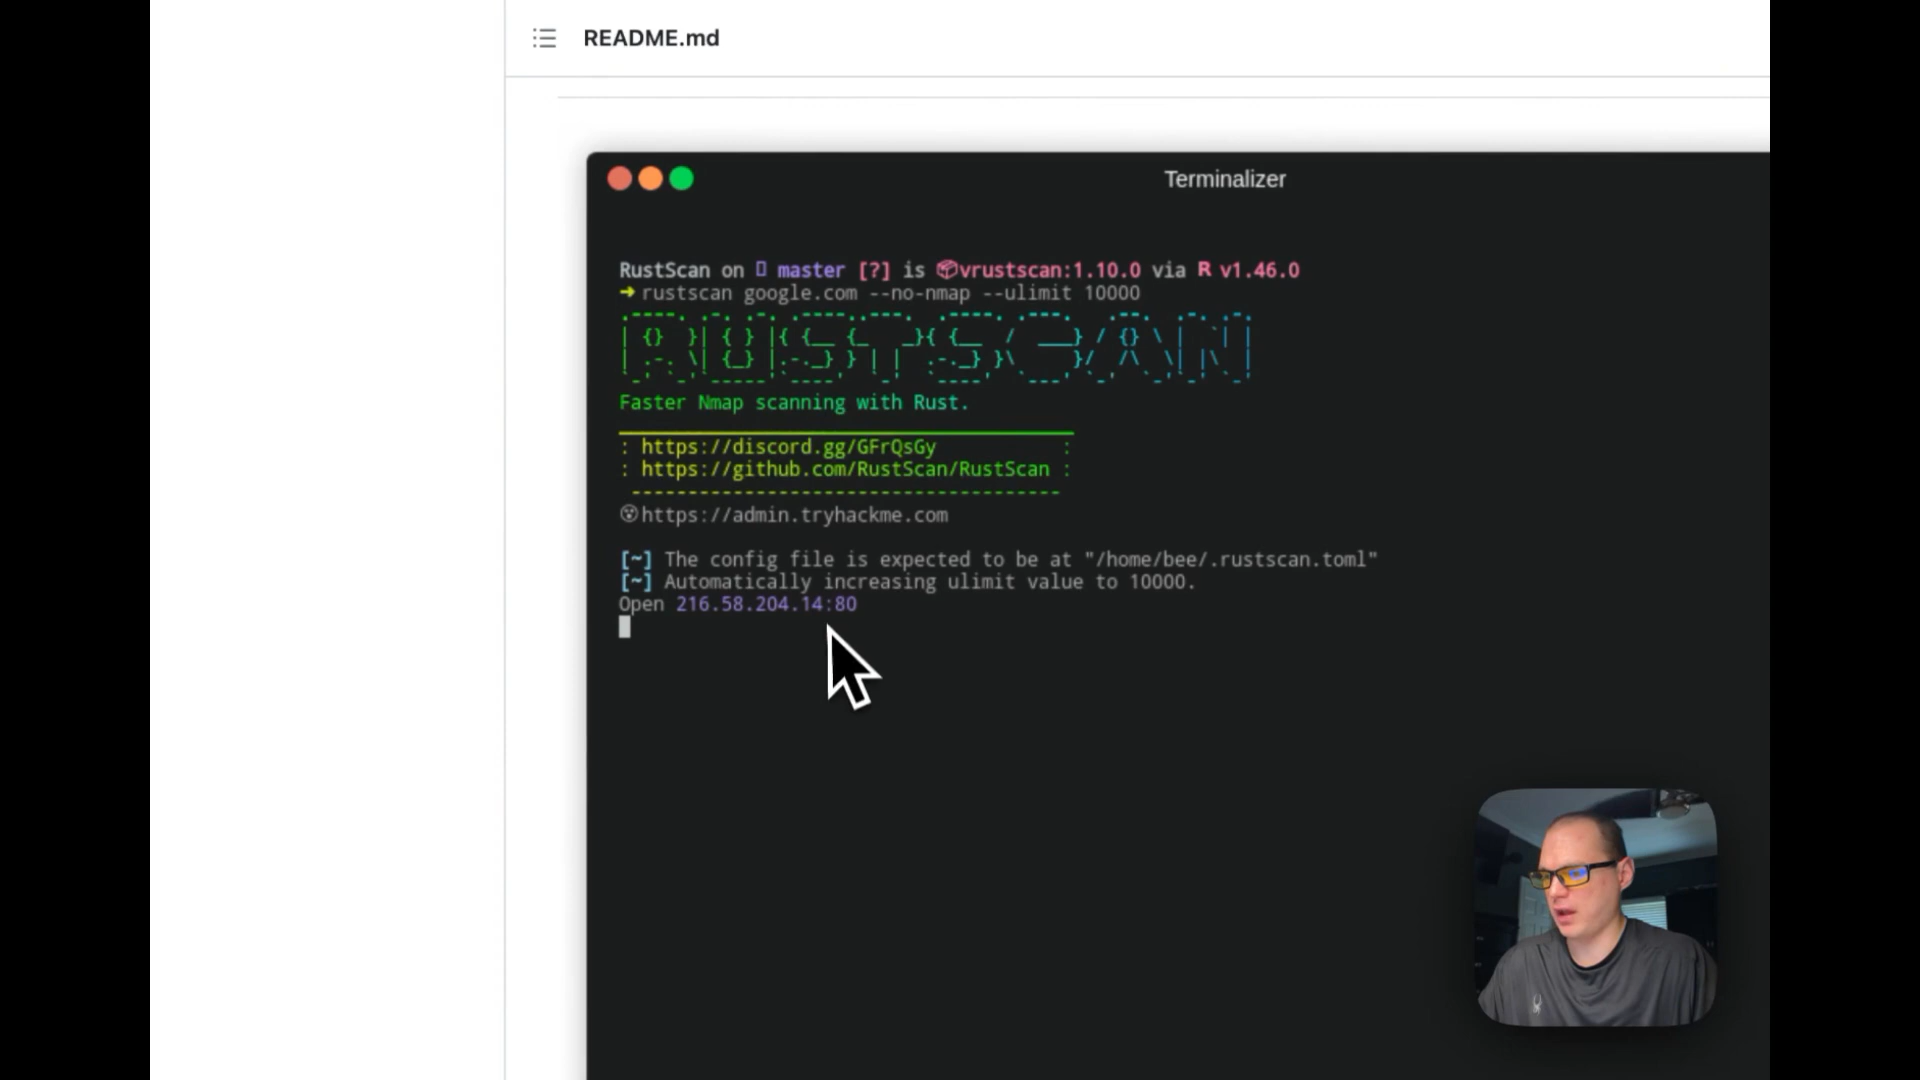 README.md
Terminalizer
RustScan on master [?] is 📦vrustscan:1.10.0 via R v1.46.0
➜ rustscan google.com --no-nmap --ulimit 10000
RUSTSCAN
Faster Nmap scanning with Rust.
: https://discord.gg/GFrQsGy :
: https://github.com/RustScan/RustScan :
--------------------------------------
😵https://admin.tryhackme.com
[~] The config file is expected to be at "/home/bee/.rustscan.toml"
[~] Automatically increasing ulimit value to 10000.
Open 216.58.204.14:80